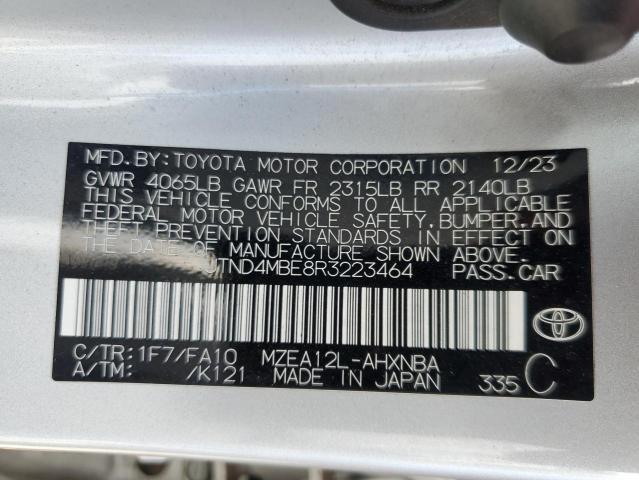 MFD.BY:TOYOTA MOTOR CORPORATION 12/23
GVWR 4065LB GAWR FR 2315LB RR 2140LB
THIS VEHICLE CONFORMS TO ALL APPLICABLE
FEDERAL MOTOR VEHICLE SAFETY, BUMPER, AND
THEFT PREVENTION STANDARDS IN EFFECT ON
THE DATE OF MANUFACTURE SHOWN ABOVE.
JTND4MBE8R3223464 PASS.CAR
C/TR:1F7/FA10 MZEA12L-AHXNBA
A/TM: /K121 MADE IN JAPAN 335 C